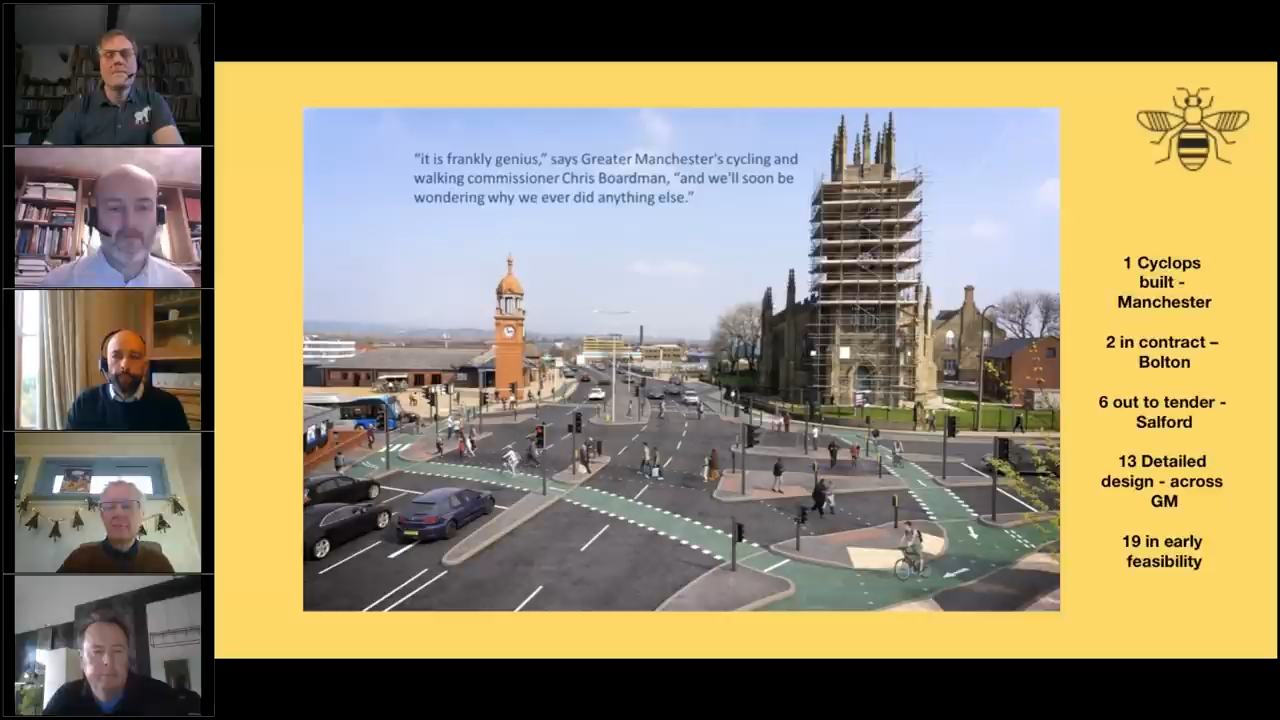 "it is frankly genius," says Greater Manchester's cycling and
walking commissioner Chris Boardman, "and we'll soon be
wondering why we ever did anything else."
1 Cyclops
built -
Manchester
2 in contract –
Bolton
6 out to tender -
Salford
13 Detailed
design - across
GM
19 in early
feasibility